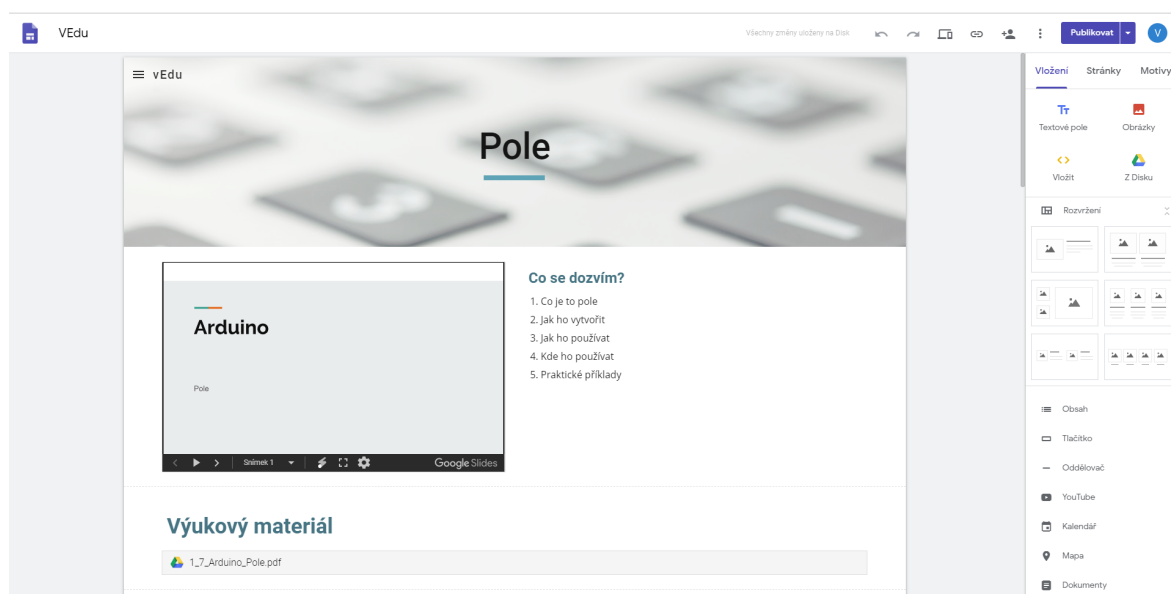 VEdu
Všechny změny uloženy na Disk
Publikovat
V
vEdu
Pole
Arduino
Pole
Snímek 1
Google Slides
Co se dozvím?
1. Co je to pole
2. Jak ho vytvořit
3. Jak ho používat
4. Kde ho používat
5. Praktické příklady
Výukový materiál
1_7_Arduino_Pole.pdf
Vložení Stránky Motivy
Textové pole Obrázky
Vložit Z Disku
Rozvržení
Obsah
Tlačítko
Oddělovač
YouTube
Kalendář
Mapa
Dokumenty